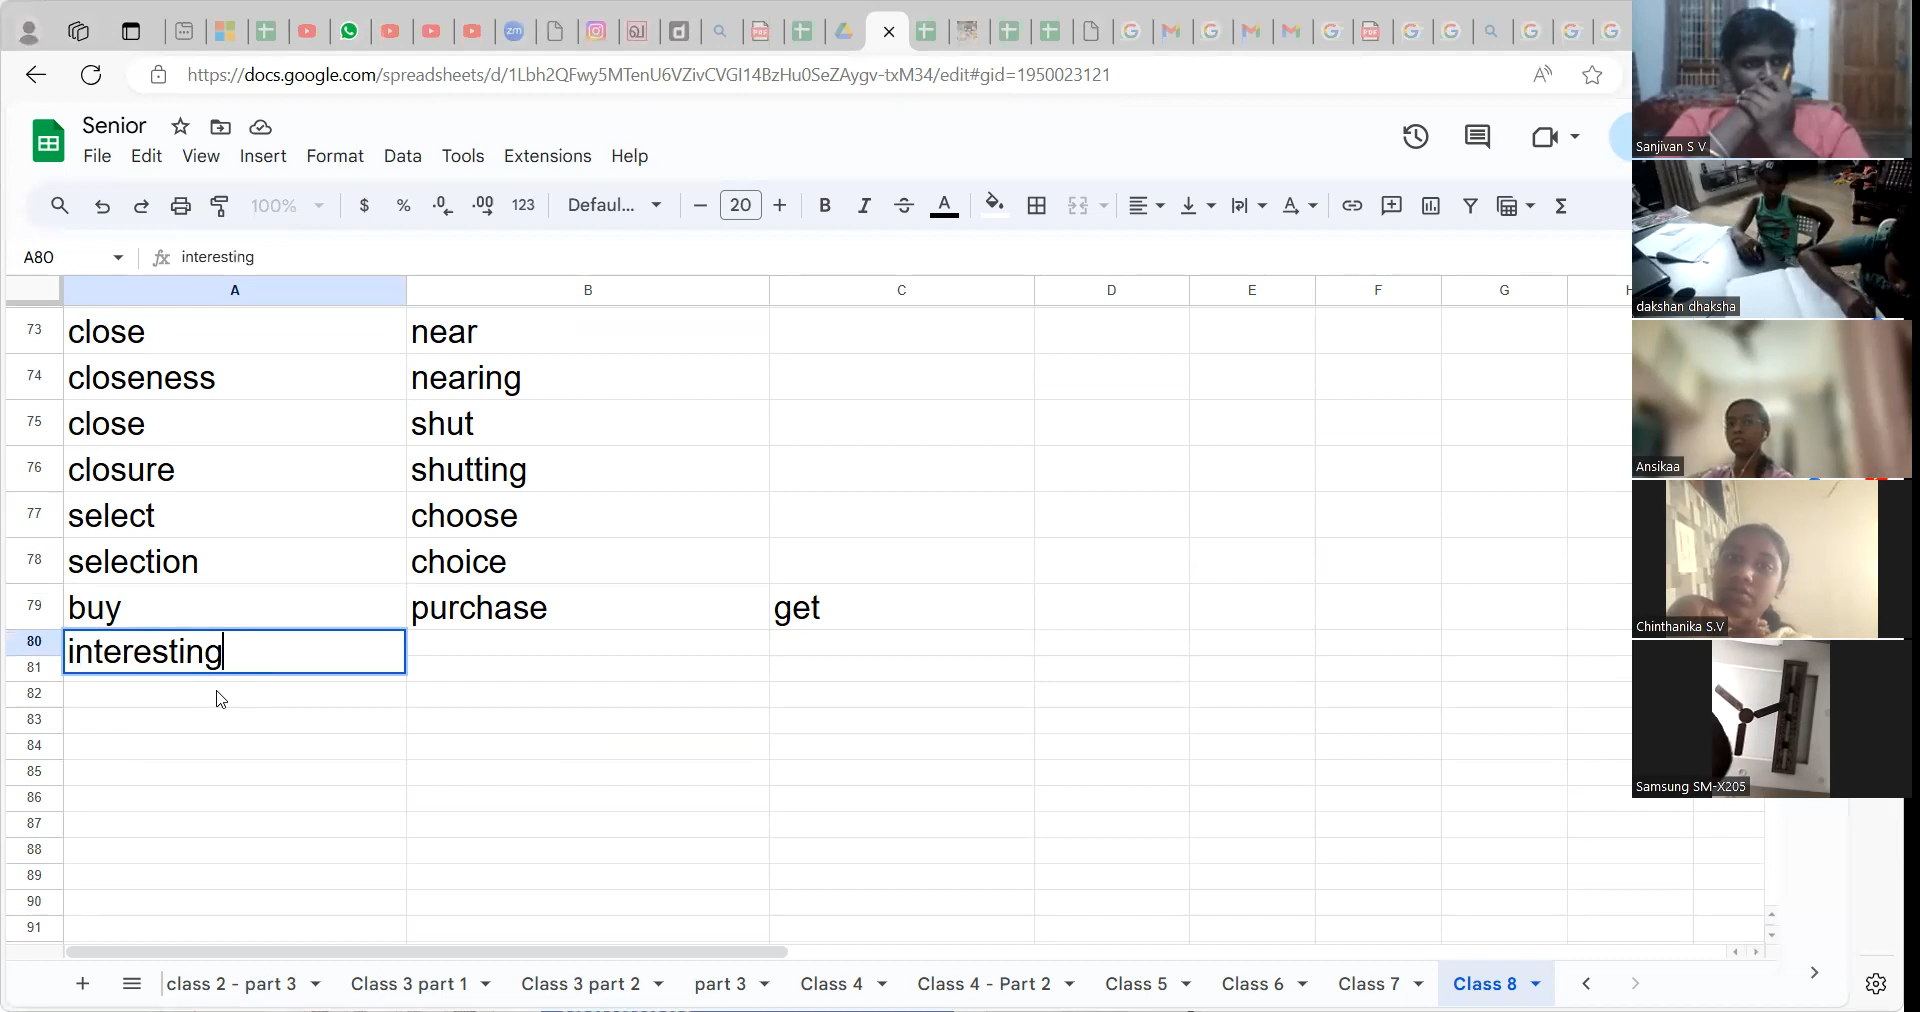 https://docs.google.com/spreadsheets/d/1Lbh2QFwy5MTenU6VZivCVGI14BzHu0SeZAygv-txM34/edit#gid=1950023121
Senior
File Edit View Insert Format Data Tools Extensions Help
100% $ % .0 .00 123 Defaul... − 20 + B I A
A80 fx interesting
A B C D E F G H
73 close near
74 closeness nearing
75 close shut
76 closure shutting
77 select choose
78 selection choice
79 buy purchase get
80 interesting
81
82
83
84
85
86
87
88
89
90
91
class 2 - part 3 Class 3 part 1 Class 3 part 2 part 3 Class 4 Class 4 - Part 2 Class 5 Class 6 Class 7 Class 8
Sanjivan S V
dakshan dhaksha
Ansikaa
Chinthanika S.V
Samsung SM-X205